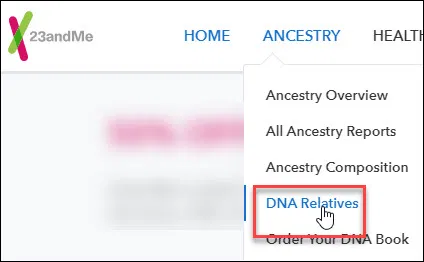 23andMe HOME ANCESTRY HEALTH
Ancestry Overview
All Ancestry Reports
Ancestry Composition
DNA Relatives
Order Your DNA Book